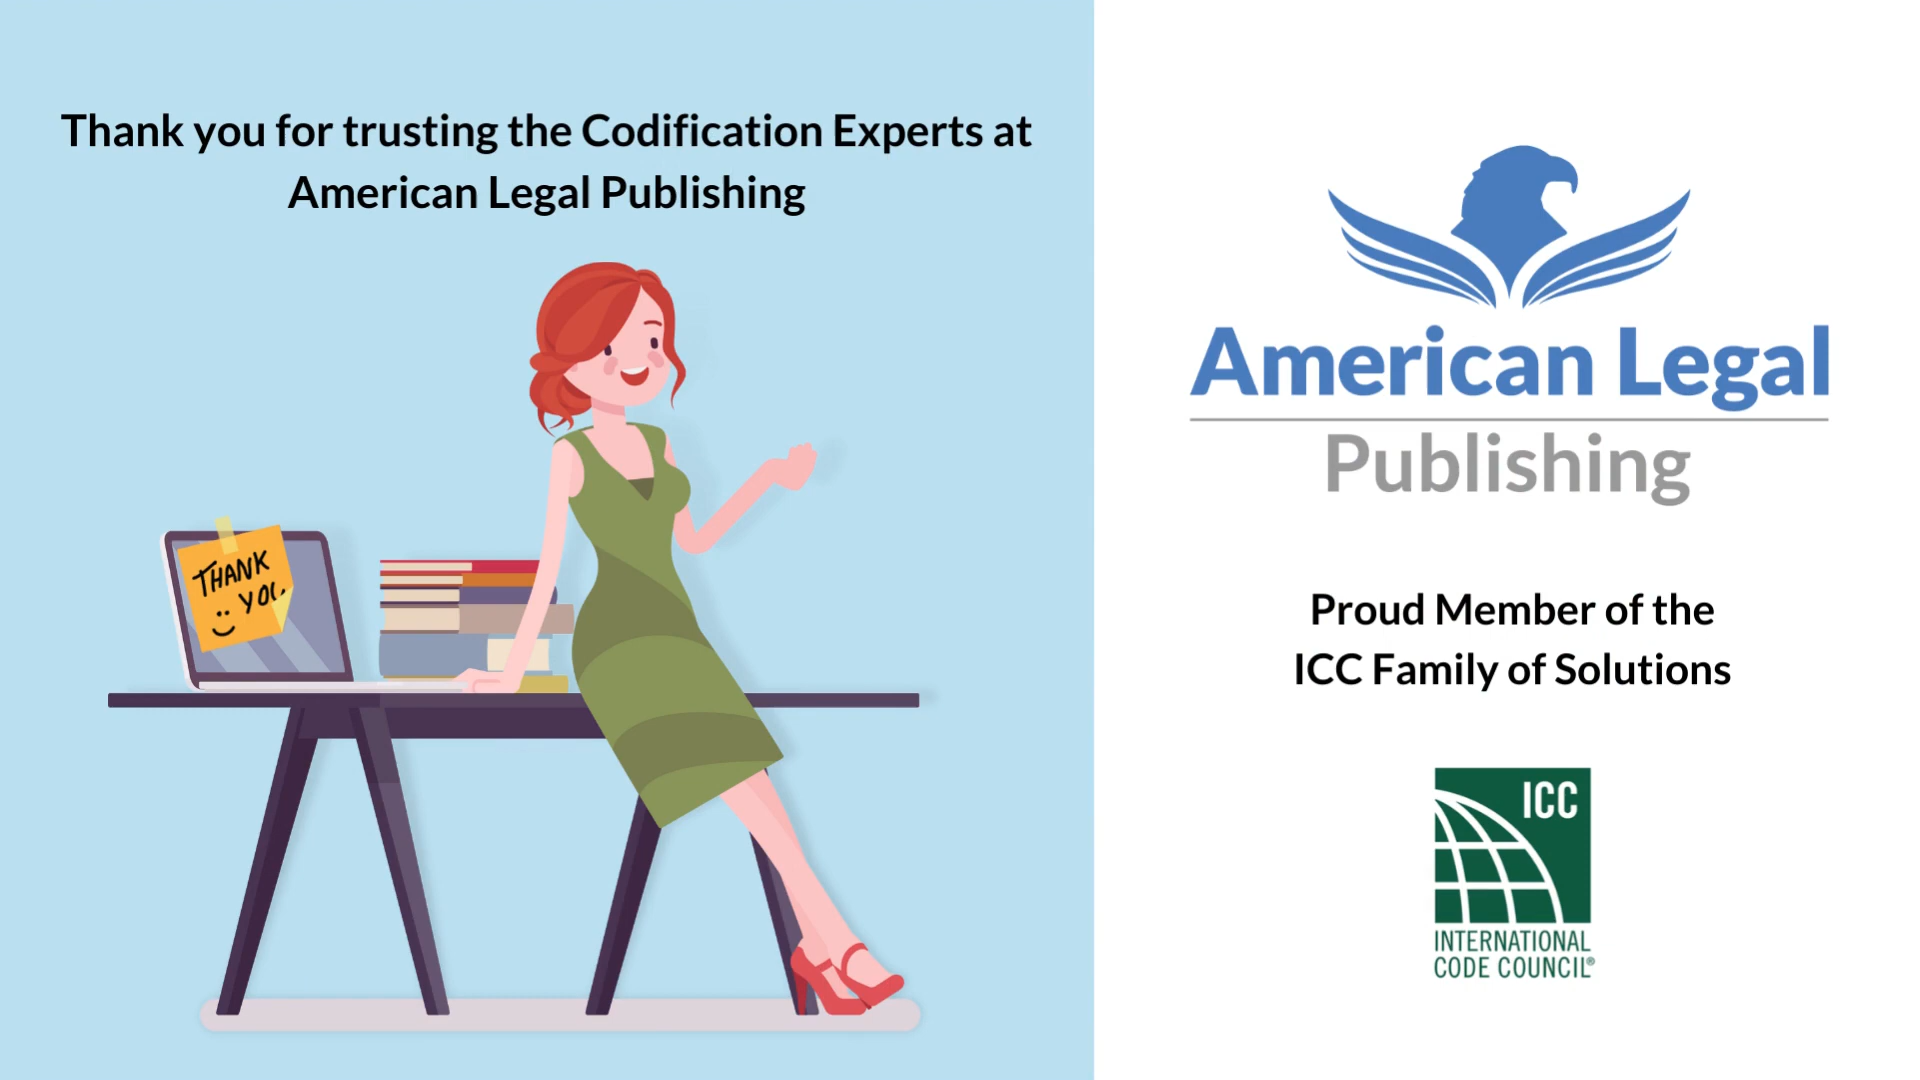 Thank you for trusting the Codification Experts at
American Legal Publishing
THANK
YOU
American Legal
Publishing
Proud Member of the
ICC Family of Solutions
ICC
INTERNATIONAL
CODE COUNCIL®